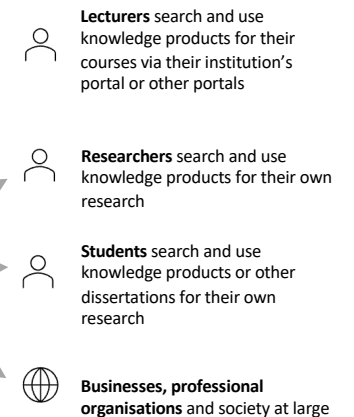 Lecturers search and use
knowledge products for their
courses via their institution's
portal or other portals
Researchers search and use
knowledge products for their own
research
Students search and use
knowledge products or other
dissertations for their own
research
Businesses, professional
organisations and society at large